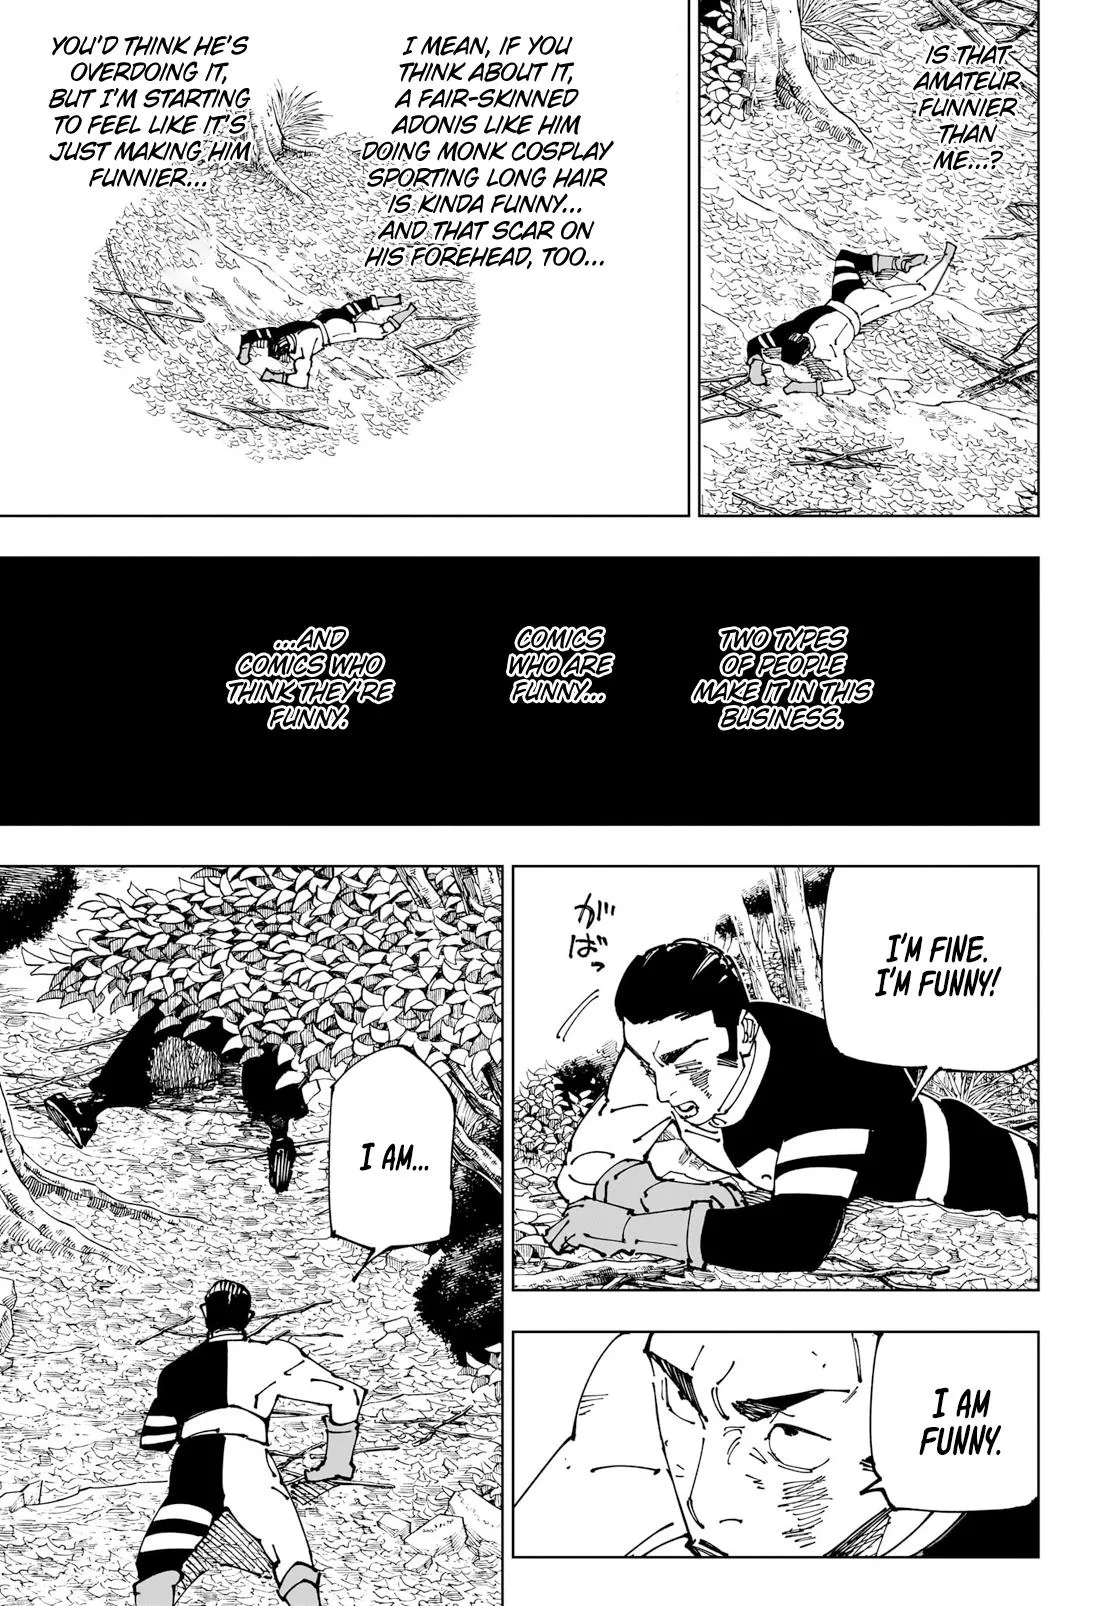 IS THAT
AMATEUR
FUNNIER
THAN
ME...?
I MEAN, IF YOU
THINK ABOUT IT,
A FAIR-SKINNED
ADONIS LIKE HIM
DOING MONK COSPLAY
SPORTING LONG HAIR
IS KINDA FUNNY...
AND THAT SCAR ON
HIS FOREHEAD, TOO...
YOU'D THINK HE'S
OVERDOING IT,
BUT I'M STARTING
TO FEEL LIKE IT'S
JUST MAKING HIM
FUNNIER...
TWO TYPES
OF PEOPLE
MAKE IT IN THIS
BUSINESS.
COMICS
WHO ARE
FUNNY...
...AND
COMICS WHO
THINK THEY'RE
FUNNY.
I'M FINE.
I'M FUNNY!
がばっ
I AM
FUNNY.
I AM...